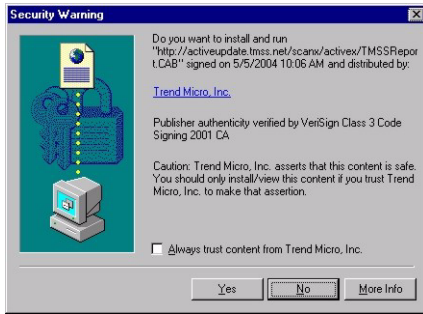 Security Warning
Do you want to install and run
"http://activeupdate.tmss.net/scanx/activex/TMSSRepor
t.CAB" signed on 5/5/2004 10:06 AM and distributed by:
Trend Micro, Inc.
Publisher authenticity verified by VeriSign Class 3 Code
Signing 2001 CA
Caution: Trend Micro, Inc. asserts that this content is safe.
You should only install/view this content if you trust Trend
Micro, Inc. to make that assertion.
Always trust content from Trend Micro, Inc.
Yes No More Info